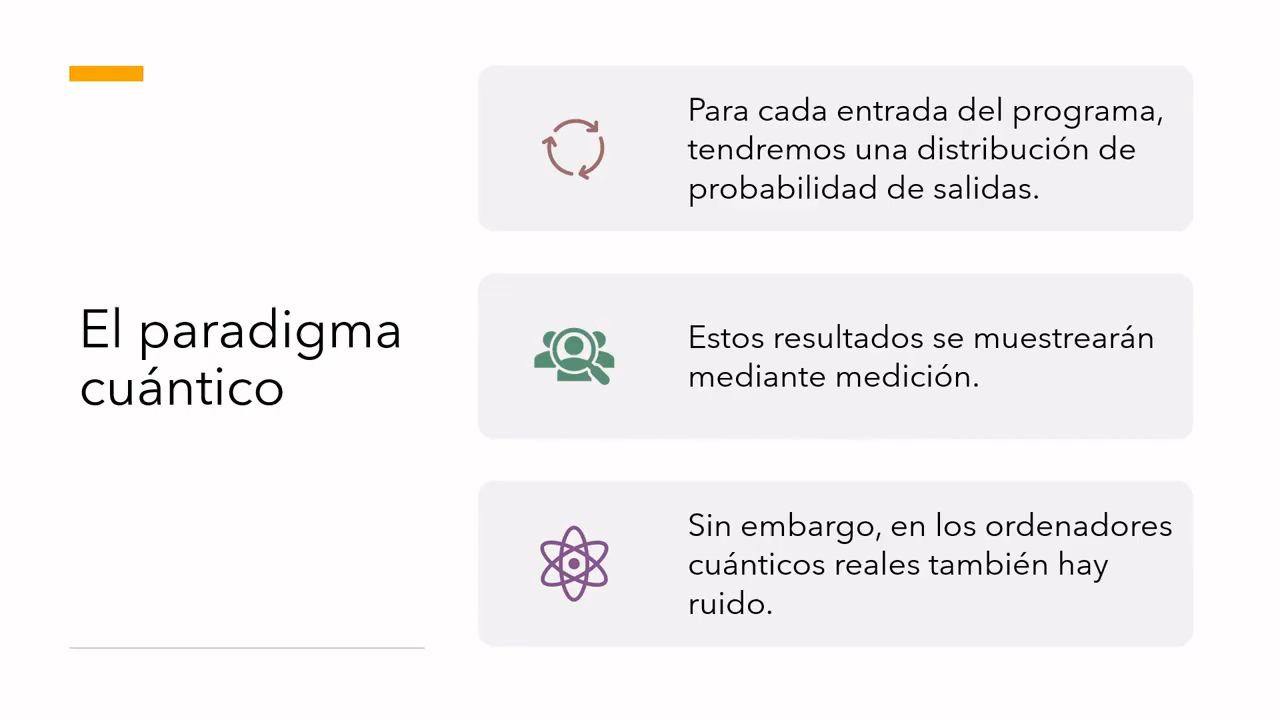 El paradigma
cuántico
Para cada entrada del programa,
tendremos una distribución de
probabilidad de salidas.
Estos resultados se muestrearán
mediante medición.
Sin embargo, en los ordenadores
cuánticos reales también hay
ruido.